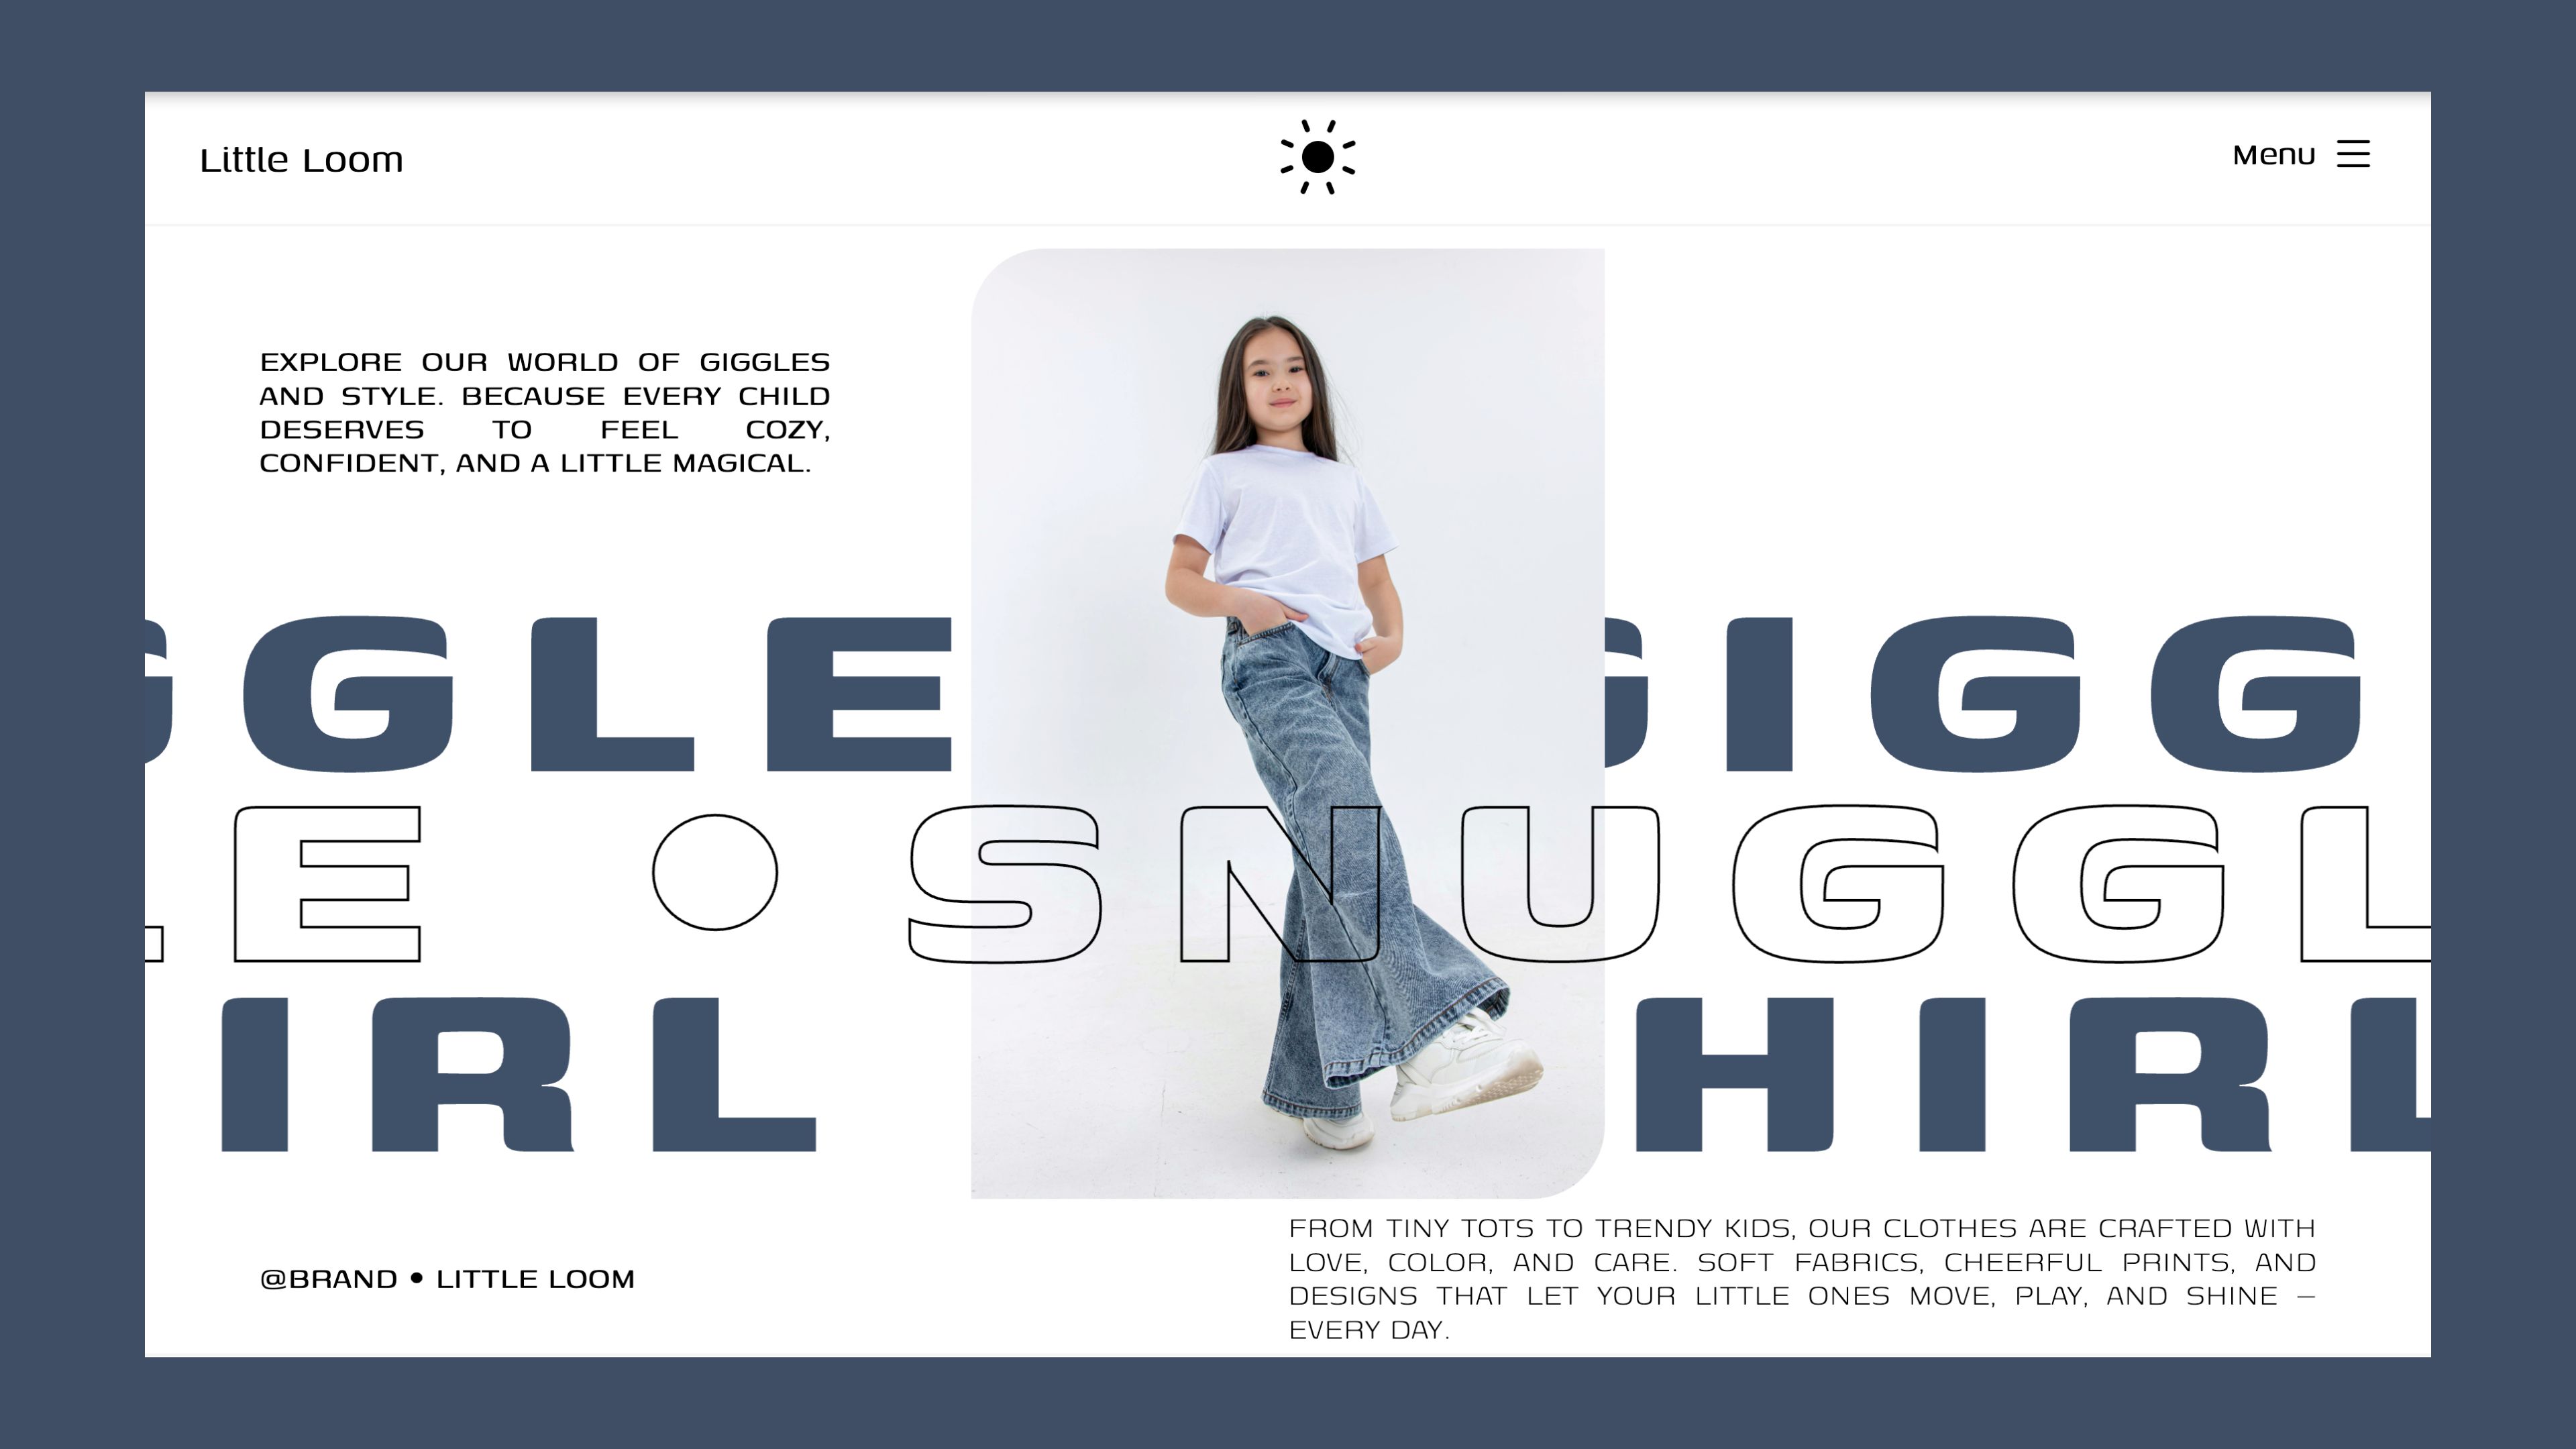 Little Loom
Menu
EXPLORE OUR WORLD OF GIGGLES
AND STYLE. BECAUSE EVERY CHILD
DESERVES TO FEEL COZY,
CONFIDENT, AND A LITTLE MAGICAL.
GGLE GIGG
LE • SNUGGL
IRL HIRL
@BRAND • LITTLE LOOM
FROM TINY TOTS TO TRENDY KIDS, OUR CLOTHES ARE CRAFTED WITH
LOVE, COLOR, AND CARE. SOFT FABRICS, CHEERFUL PRINTS, AND
DESIGNS THAT LET YOUR LITTLE ONES MOVE, PLAY, AND SHINE –
EVERY DAY.